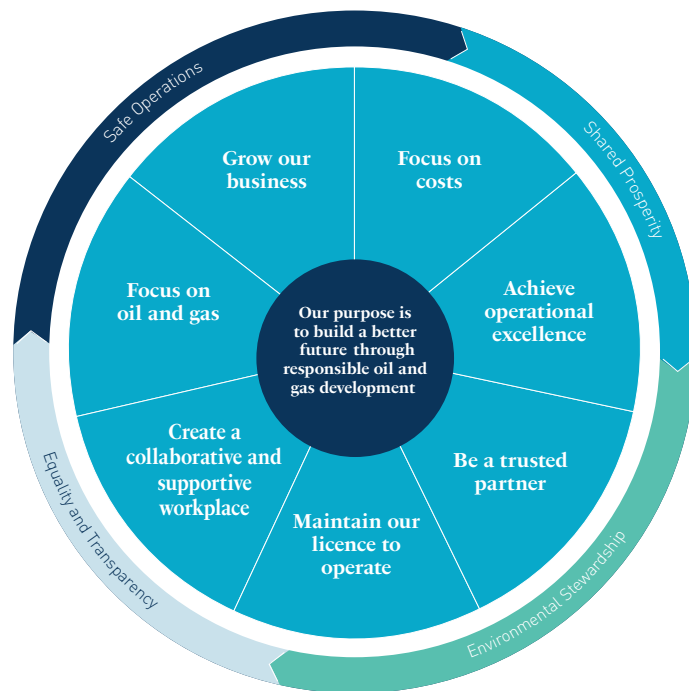 Safe Operations
Shared Prosperity
Environmental Stewardship
Equality and Transparency
Grow our
business
Focus on
costs
Achieve
operational
excellence
Be a trusted
partner
Maintain our
licence to
operate
Create a
collaborative and
supportive
workplace
Focus on
oil and gas
Our purpose is
to build a better
future through
responsible oil and
gas development